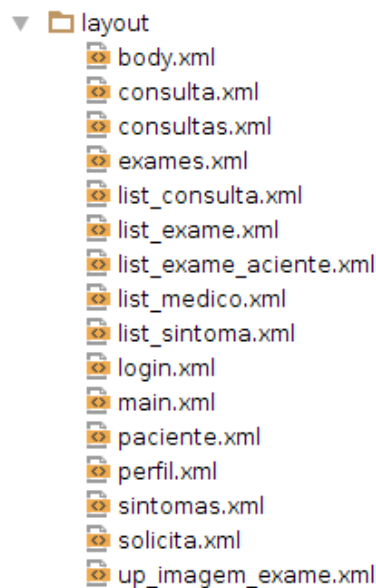 layout
body.xml
consulta.xml
consultas.xml
exames.xml
list_consulta.xml
list_exame.xml
list_exame_aciente.xml
list_medico.xml
list_sintoma.xml
login.xml
main.xml
paciente.xml
perfil.xml
sintomas.xml
solicita.xml
up_imagem_exame.xml